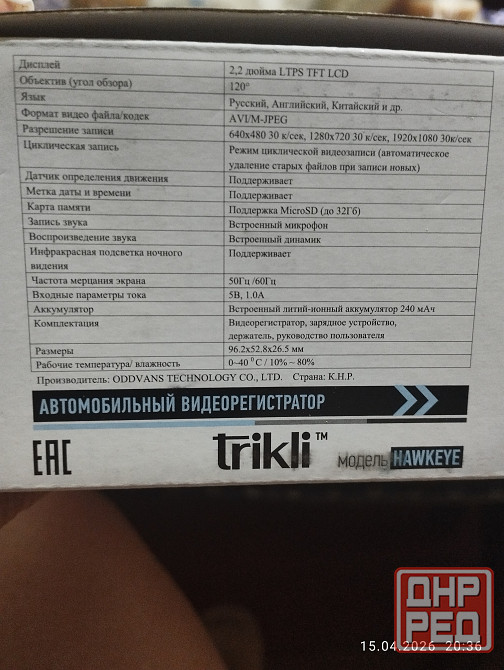 Дисплей 2,2 дюйма LTPS TFT LCD
Объектив (угол обзора) 120°
Язык Русский, Английский, Китайский и др.
Формат видео файла/кодек AVI/M-JPEG
Разрешение записи 640x480 30 к/сек, 1280x720 30 к/сек, 1920x1080 30к/сек
Циклическая запись Режим циклической видеозаписи (автоматическое
удаление старых файлов при записи новых)
Датчик определения движения Поддерживает
Метка даты и времени Поддерживает
Карта памяти Поддержка MicroSD (до 32Гб)
Запись звука Встроенный микрофон
Воспроизведение звука Встроенный динамик
Инфракрасная подсветка ночного Поддерживает
видения
Частота мерцания экрана 50Гц /60Гц
Входные параметры тока 5В, 1.0А
Аккумулятор Встроенный литий-ионный аккумулятор 240 мАч
Комплектация Видеорегистратор, зарядное устройство,
держатель, руководство пользователя
Размеры 96.2x52.8x26.5 мм
Рабочие температура/ влажность 0~40 ⁰C / 10% ~ 80%
Производитель: ODDVANS TECHNOLOGY CO., LTD. Страна: К.Н.Р.
АВТОМОБИЛЬНЫЙ ВИДЕОРЕГИСТРАТОР
EAC trikli™ модель HAWKEYE
ДНР
РЕД
15.04.2026 20:36